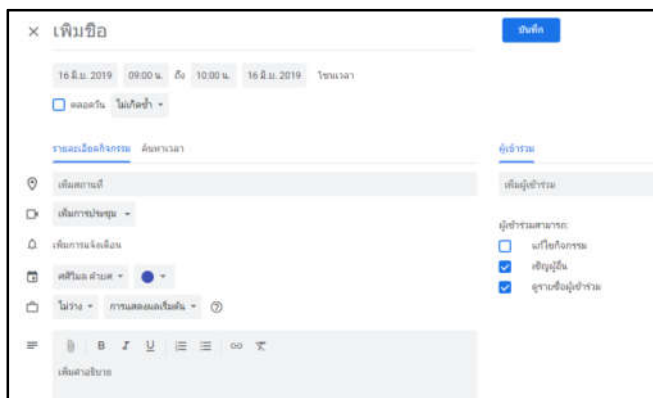 เพิ่มชื่อ
บันทึก
16 มิ.ย. 2019 09:00 น. ถึง 10:00 น. 16 มิ.ย. 2019 โซนเวลา
ตลอดวัน ไม่เกิดซ้ำ
รายละเอียดกิจกรรม ค้นหาเวลา
ผู้เข้าร่วม
เพิ่มสถานที่
เพิ่มผู้เข้าร่วม
เพิ่มการประชุม
ผู้เข้าร่วมสามารถ:
เพิ่มการแจ้งเตือน
แก้ไขกิจกรรม
เชิญผู้อื่น
ศศิวิมล
ดูรายชื่อผู้เข้าร่วม
ไม่ว่าง การแสดงผลเริ่มต้น
B I U
เพิ่มคำอธิบาย